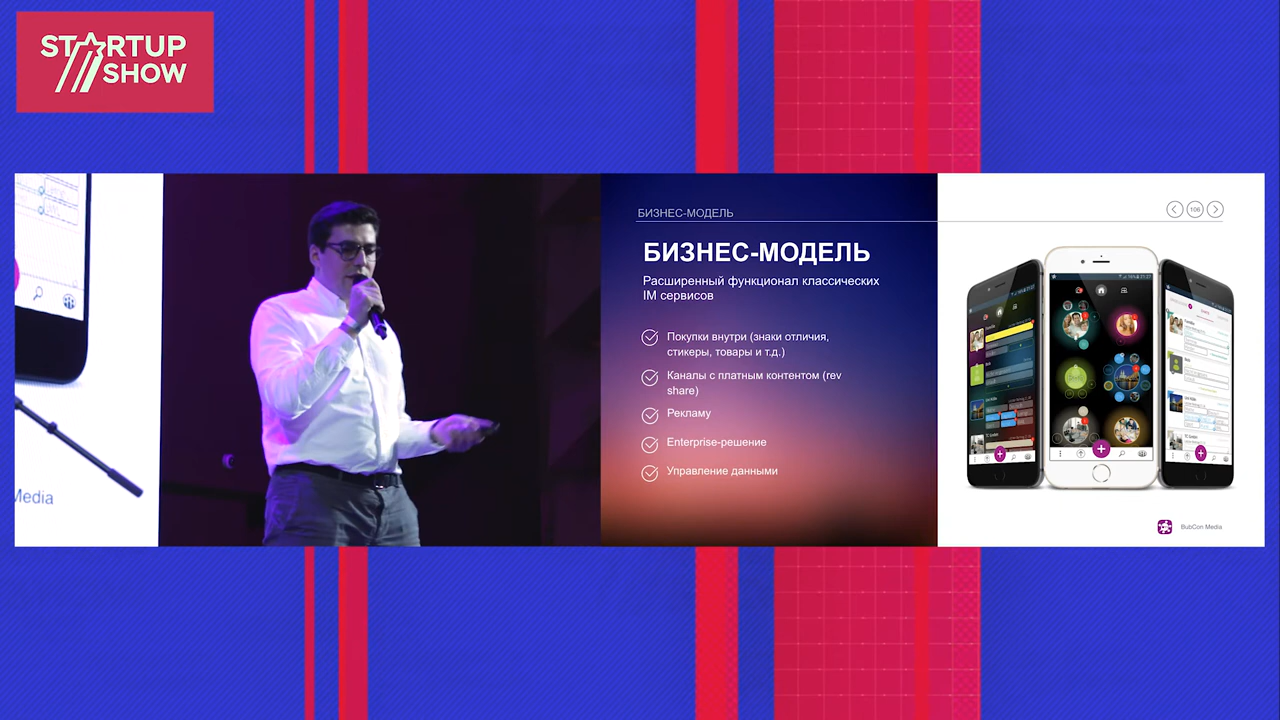 STARTUP
SHOW
Media
БИЗНЕС-МОДЕЛЬ
106
БИЗНЕС-МОДЕЛЬ
Расширенный функционал классических
IM сервисов
Покупки внутри (знаки отличия,
стикеры, товары и т.д.)
Каналы с платным контентом (rev
share)
Рекламу
Enterprise-решение
Управление данными
BubCon Media